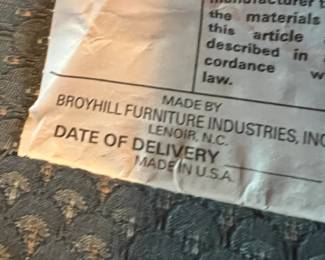 manufacturer t
the materials
this article
described in
cordance w
law.
MADE BY
BROYHILL FURNITURE INDUSTRIES, INC
LENOIR, N.C.
DATE OF DELIVERY
MADE IN U.S.A.